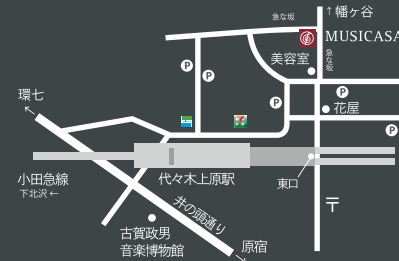 急な坂
↑幡ヶ谷
MUSICASA
急な坂
美容室
P
P
P
P
花屋
P
7
環七
←
代々木上原駅
小田急線
下北沢 ←
東口
〒
井の頭通り
古賀政男
音楽博物館
原宿
→